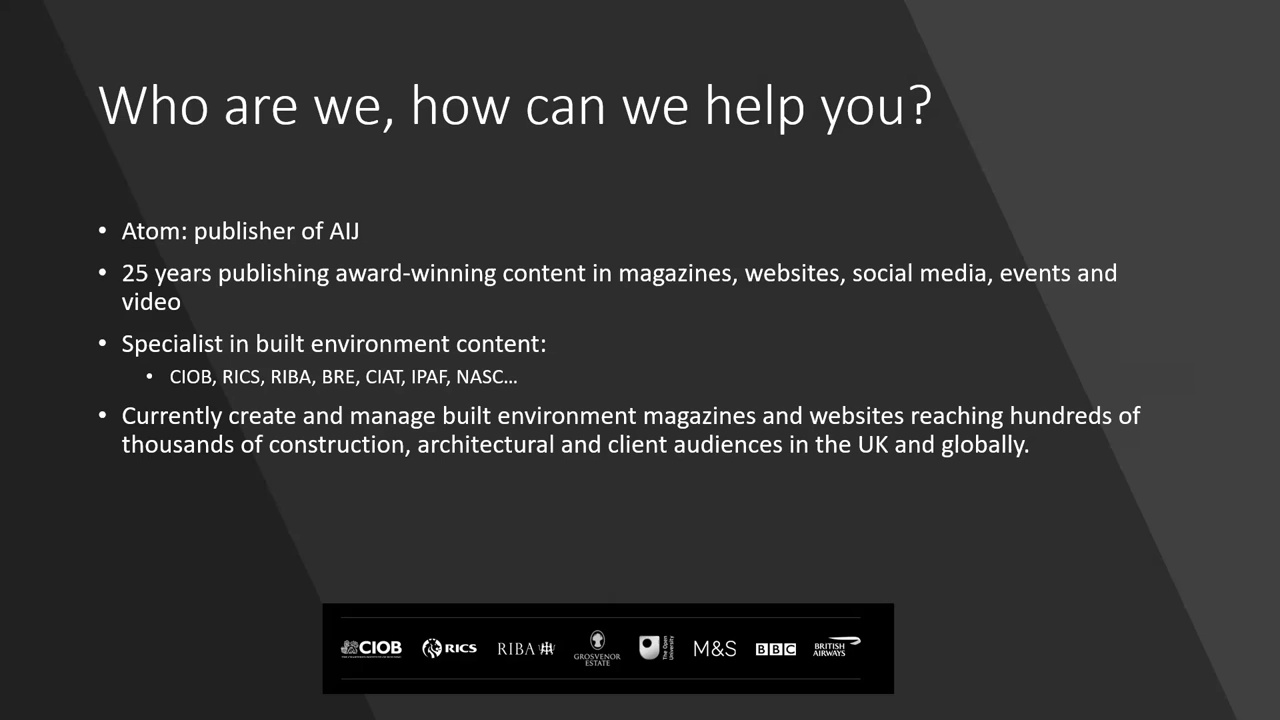 Who are we, how can we help you?
• Atom: publisher of AIJ
• 25 years publishing award-winning content in magazines, websites, social media, events and
video
• Specialist in built environment content:
• CIOB, RICS, RIBA, BRE, CIAT, IPAF, NASC...
• Currently create and manage built environment magazines and websites reaching hundreds of
thousands of construction, architectural and client audiences in the UK and globally.
CIOB RICS RIBA GROSVENOR ESTATE The Open University M&S BBC BRITISH AIRWAYS